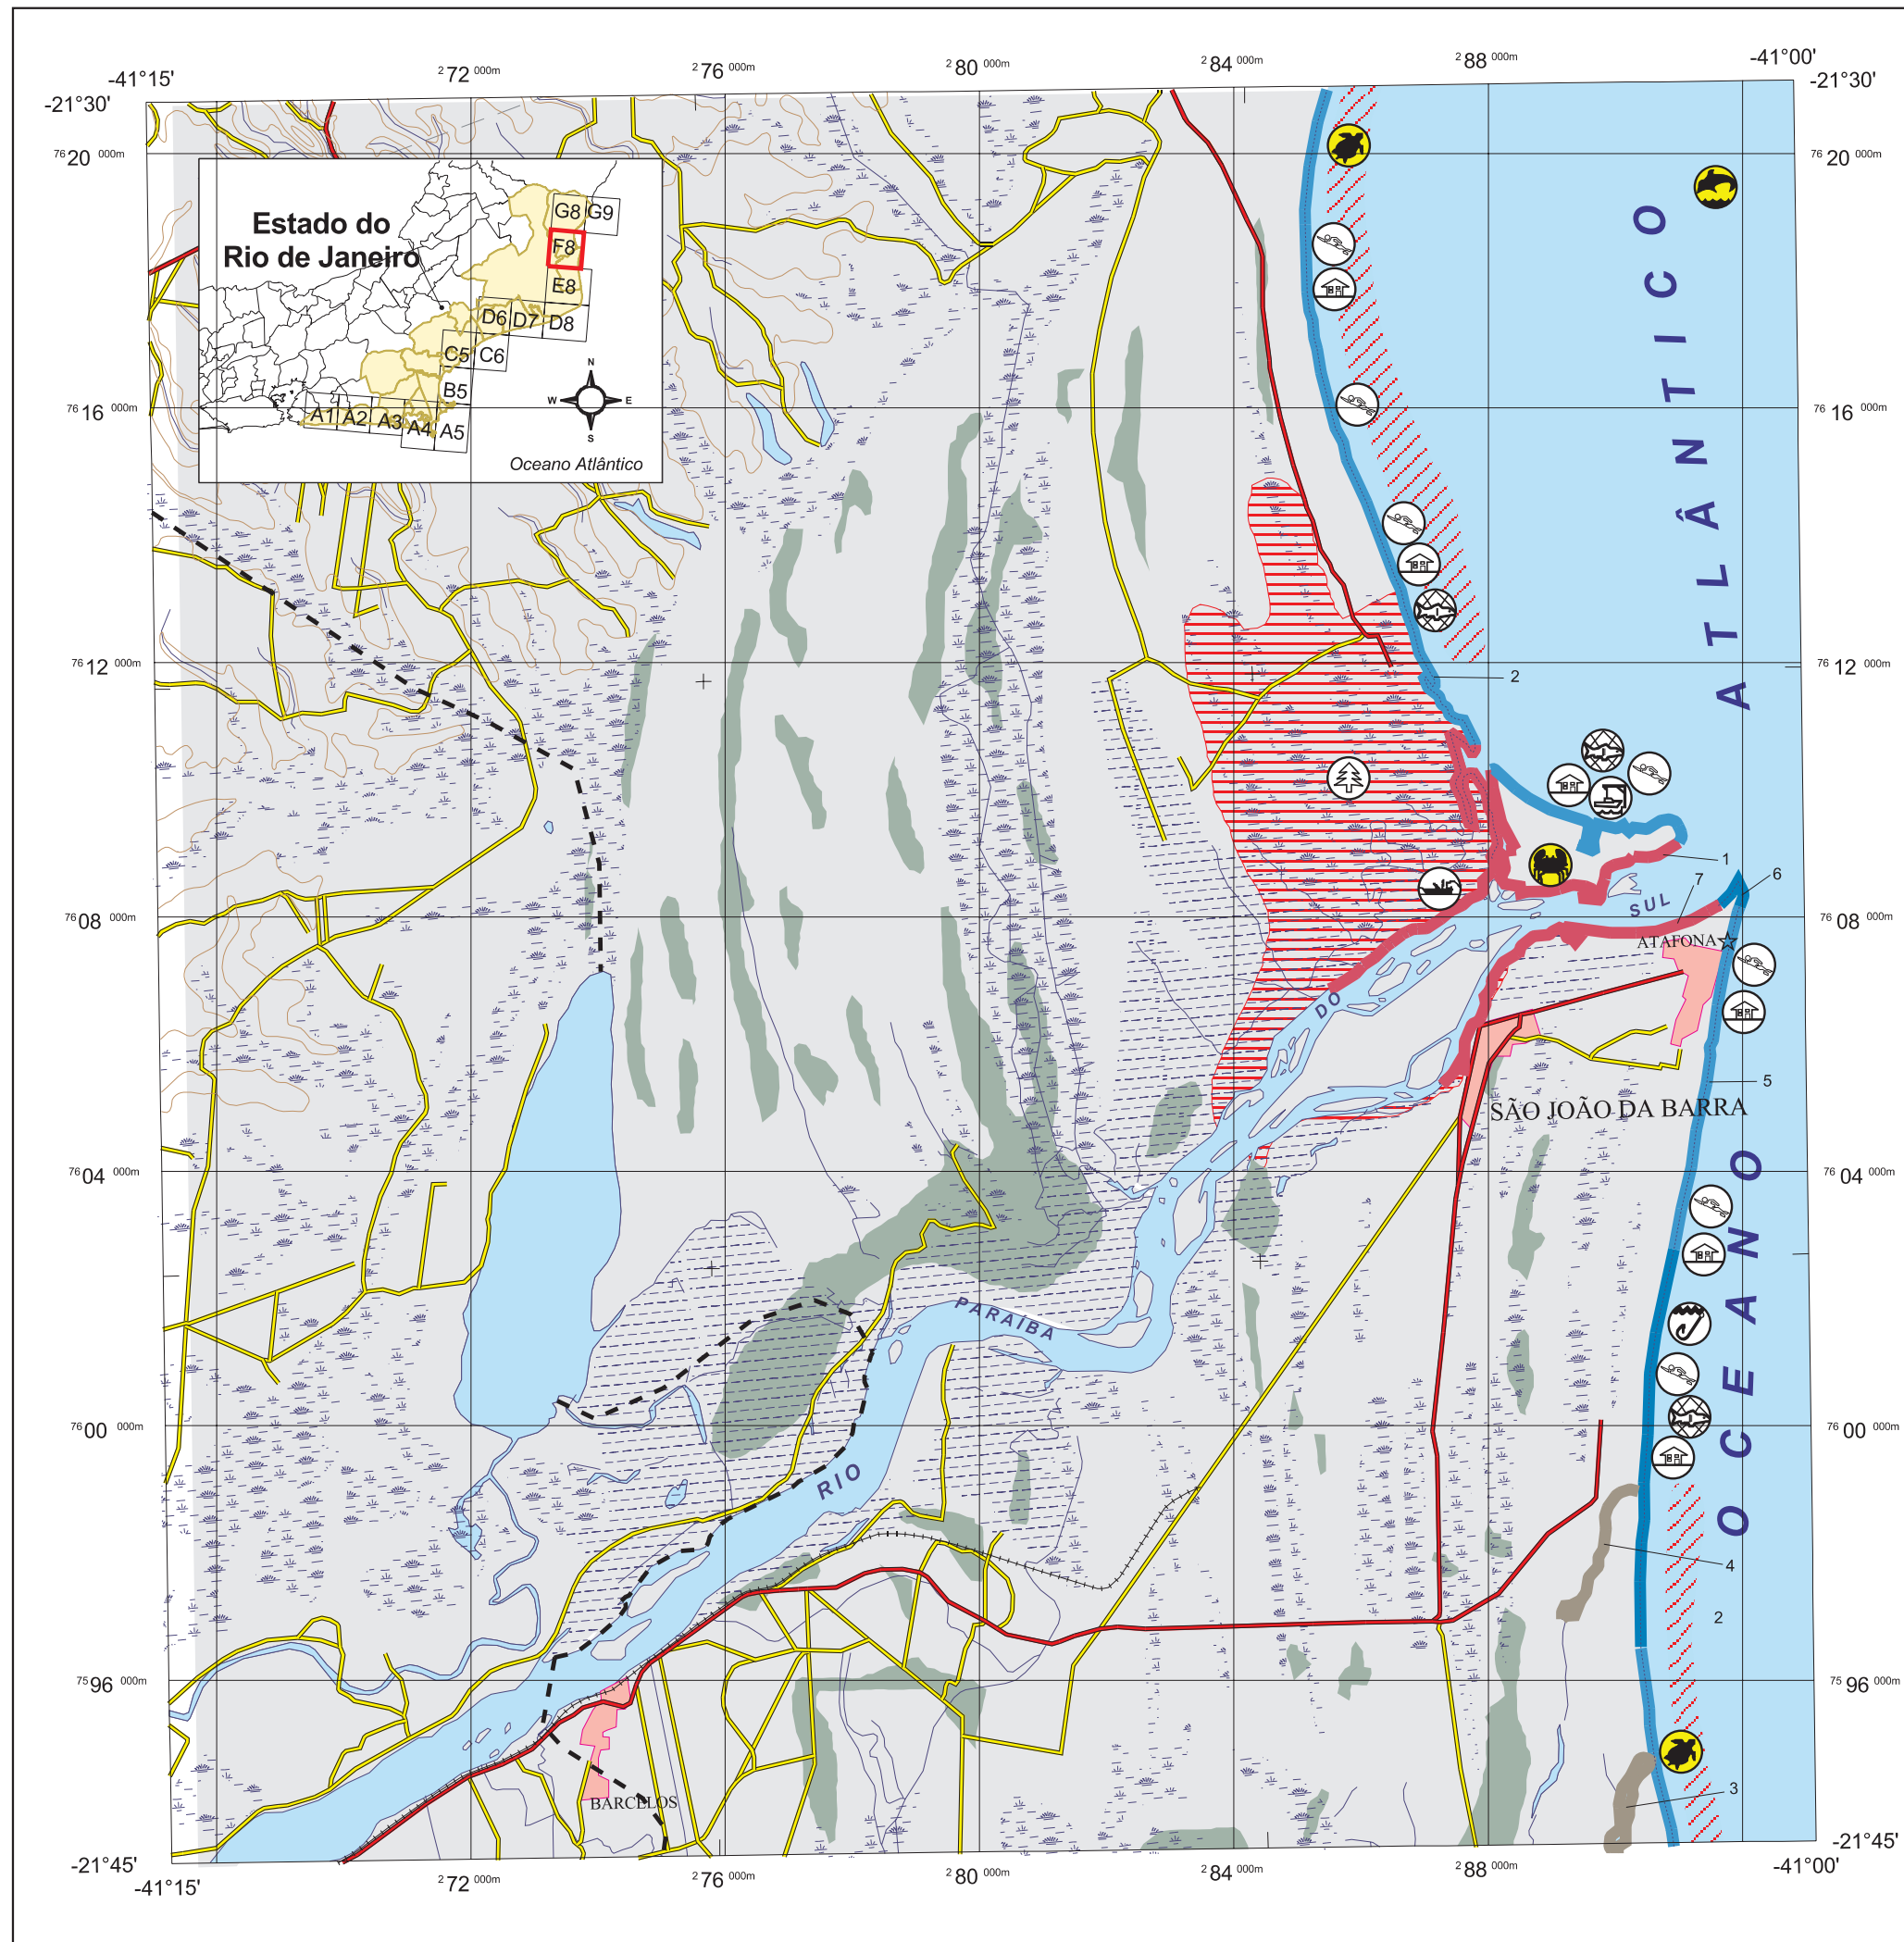 -41°15'
2 72 000m
2 76 000m
2 80 000m
2 84 000m
2 88 000m
-41°00'
-21°30'
-21°30'
76 20 000m
76 20 000m
Estado do
Rio de Janeiro
G8 G9
F8
E8
D6 D7 D8
C5 C6
B5
A1 A2 A3 A4 A5
N
W E
S
Oceano Atlântico
76 16 000m
76 16 000m
76 12 000m
76 12 000m
2
1
7
6
76 08 000m
76 08 000m
ATAFONA
5
SÃO JOÃO DA BARRA
76 04 000m
76 04 000m
RIO PARAÍBA DO SUL
OCEANO ATLÂNTICO
76 00 000m
76 00 000m
4
2
75 96 000m
75 96 000m
3
BARCELOS
-21°45'
-21°45'
-41°15'
2 72 000m
2 76 000m
2 80 000m
2 84 000m
2 88 000m
-41°00'